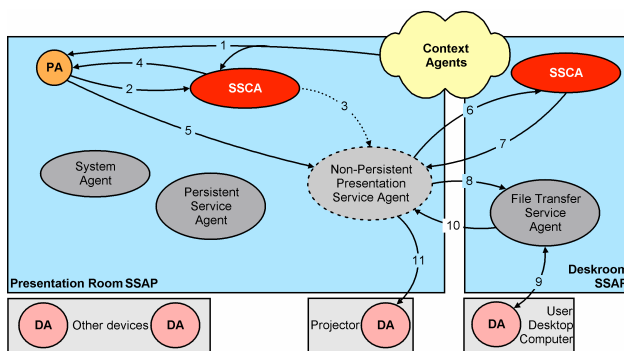 1
Context
Agents
PA
4
SSCA
2
3
SSCA
6
5
7
System
Agent
Persistent
Service
Agent
Non-Persistent
Presentation
Service Agent
8
File Transfer
Service
Agent
10
11
9
Presentation Room SSAP
Deskroom
SSAP
DA
Other devices
DA
Projector
DA
DA
User
Desktop
Computer